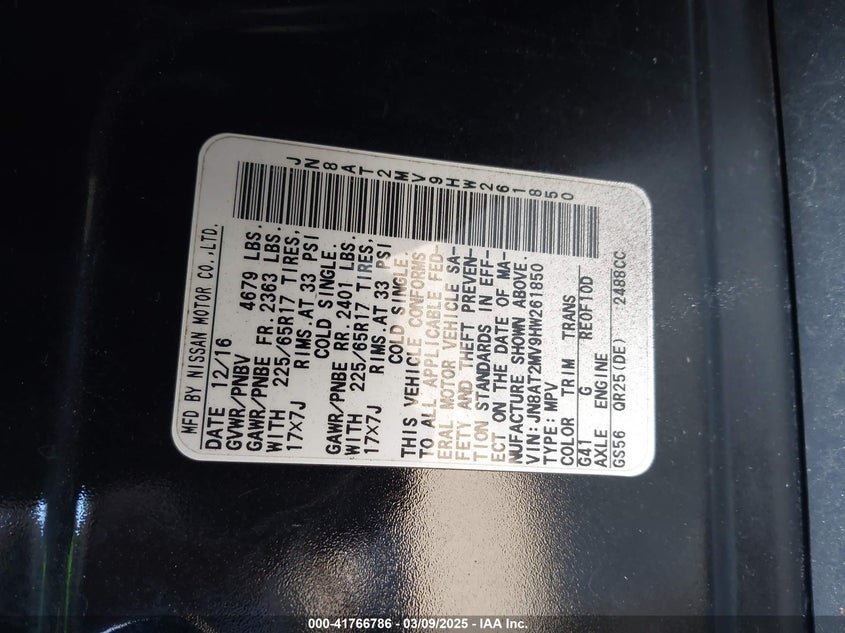 JN8AT2MV9HW261850
MFD BY NISSAN MOTOR CO.,LTD.
DATE 12/16
GVWR/PNBV 4679 LBS.
GAWR/PNBE FR. 2363 LBS.
WITH 225/65R17 TIRES,
17X7J RIMS.AT 33 PSI
COLD SINGLE.
GAWR/PNBE RR. 2401 LBS.
WITH 225/65R17 TIRES,
17X7J RIMS.AT 33 PSI
COLD SINGLE.
THIS VEHICLE CONFORMS
TO ALL APPLICABLE FED-
ERAL MOTOR VEHICLE SA-
FETY AND THEFT PREVEN-
TION STANDARDS IN EFF-
ECT ON THE DATE OF MA-
NUFACTURE SHOWN ABOVE.
VIN:JN8AT2MV9HW261850
TYPE:MPV
COLOR TRIM TRANS
G41 G RE0F10D
AXLE ENGINE
GS56 QR25(DE) 2488CC
000-41766786 - 03/09/2025 - IAA Inc.